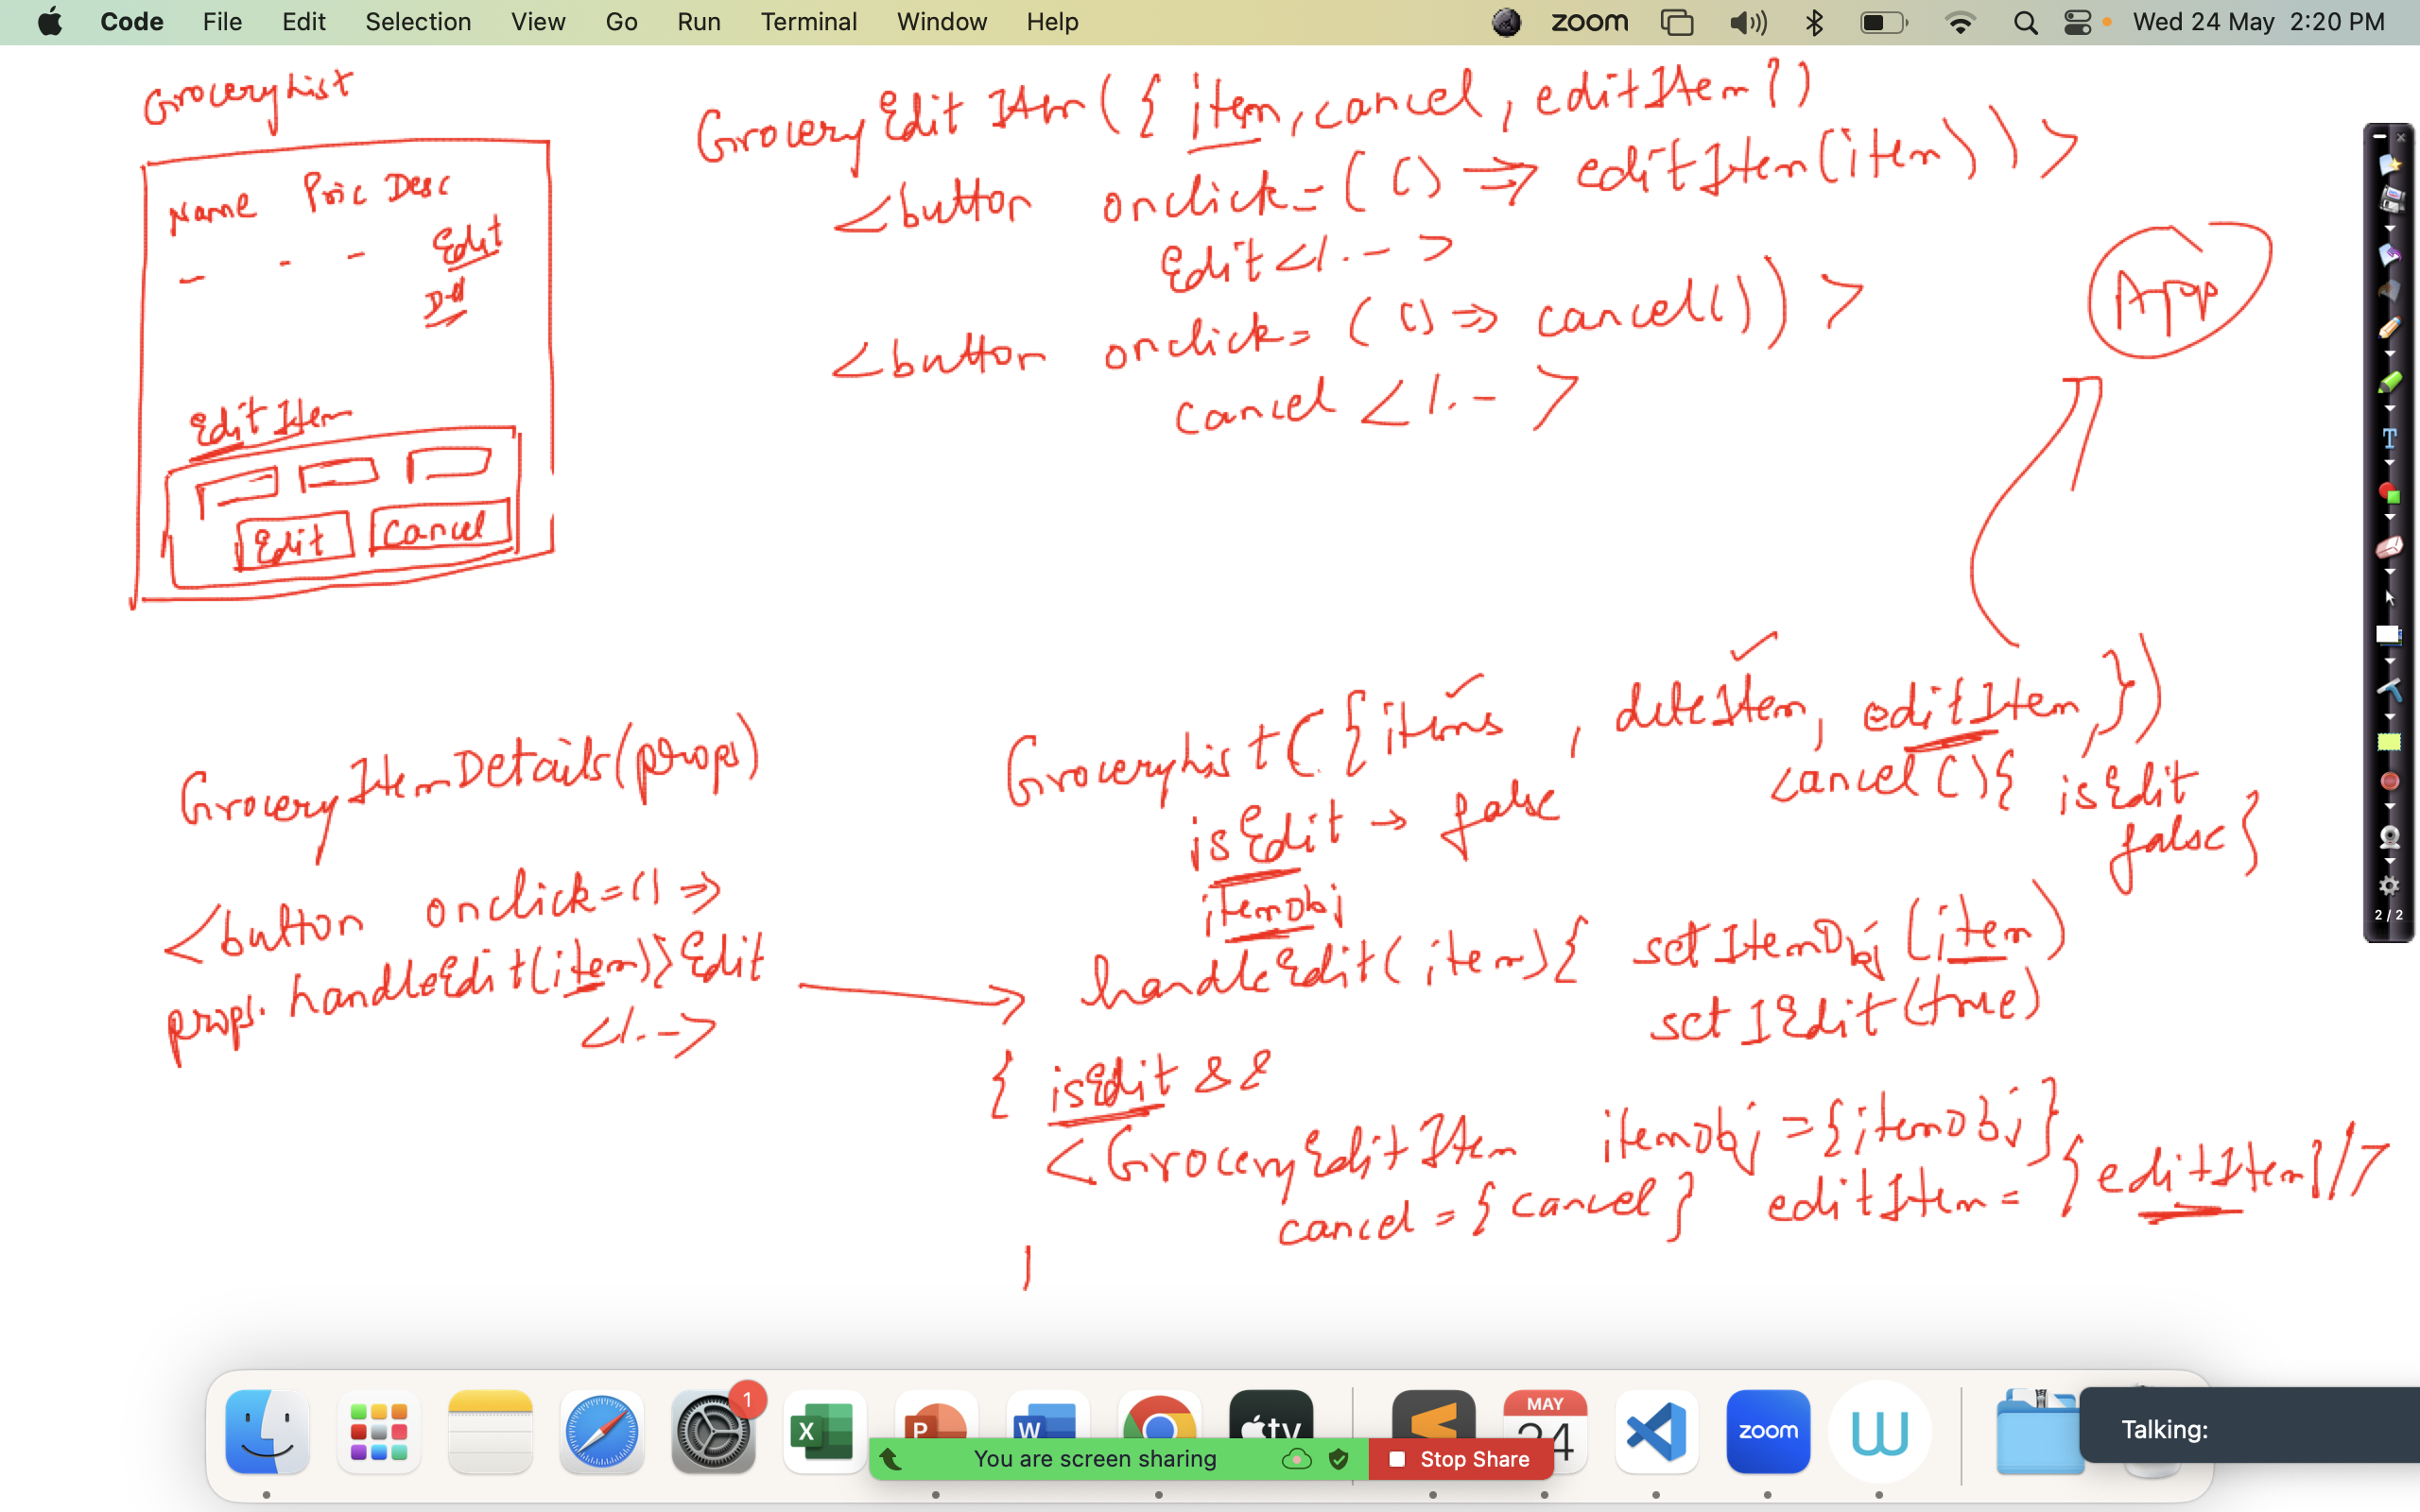 Code File Edit Selection View Go Run Terminal Window Help zoom Wed 24 May 2:20 PM
GroceryList
Name Pric Desc
- - - Edit
Del
EditItem
Edit Cancel
GroceryEditItem({item, cancel, editItem})
<button onclick=(() => editItem(item))>
Edit</.->
<button onclick=(() => cancel())>
cancel </.->
App
GroceryItemDetails(props)
<button onclick=() =>
props.handleEdit(item)}Edit
</.->
GroceryList({items, deleteItem, editItem,})
cancel(){ isEdit
false}
isEdit → false
itemObj
handleEdit(item){ setItemObj(item)
setIEdit(true)
{ isEdit &&
<GroceryEditItem itemobj={itemObj}
cancel={cancel} editItem={editItem}/>
2/2
1
MAY
24
zoom
You are screen sharing Stop Share
Talking:
tv
X
P
W